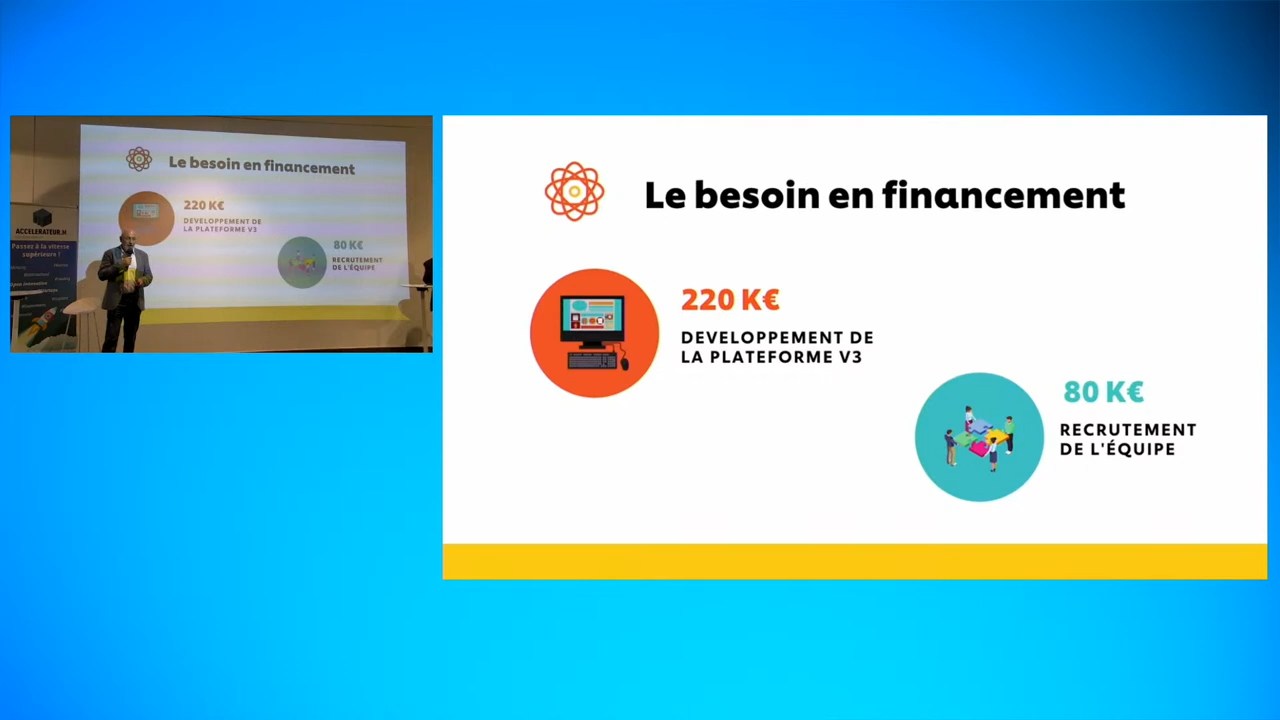 Le besoin en financement
220 K€
DEVELOPPEMENT DE
LA PLATEFORME V3
80 K€
RECRUTEMENT
DE L'ÉQUIPE
ACCELERATEUR.M
Passez à la vitesse
supérieure !
Le besoin en financement
220 K€
DEVELOPPEMENT DE
LA PLATEFORME V3
80 K€
RECRUTEMENT
DE L'ÉQUIPE